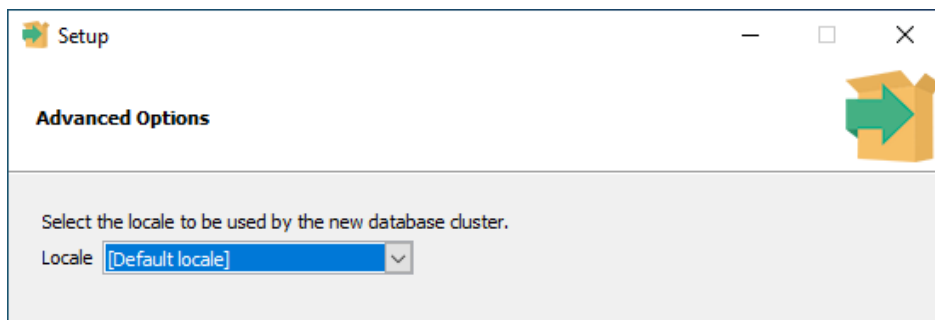 Setup
Advanced Options
Select the locale to be used by the new database cluster.
Locale [Default locale]